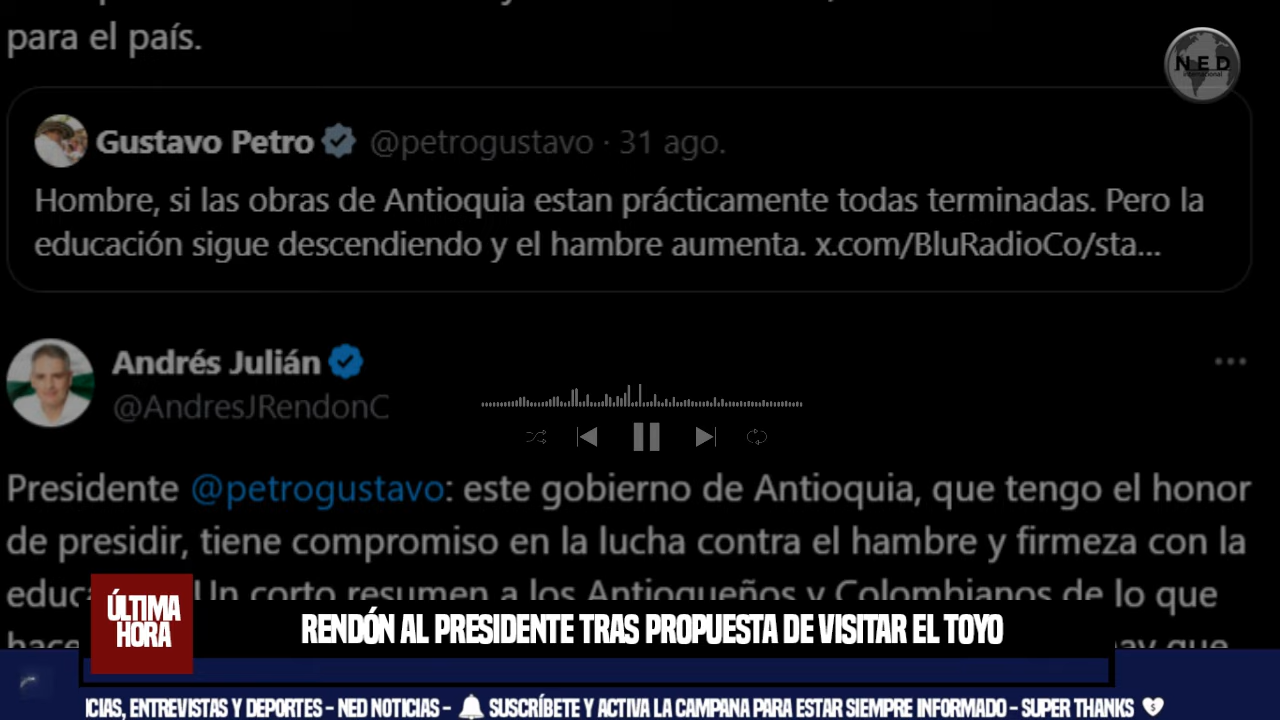 para el país.
NED
international
Gustavo Petro @petrogustavo · 31 ago.
Hombre, si las obras de Antioquia estan prácticamente todas terminadas. Pero la
educación sigue descendiendo y el hambre aumenta. x.com/BluRadioCo/sta...
Andrés Julián
@AndresJRendonC
Presidente @petrogustavo: este gobierno de Antioquia, que tengo el honor
de presidir, tiene compromiso en la lucha contra el hambre y firmeza con la
Un corto resumen a los Antioqueños y Colombianos de lo que
hay que
ÚLTIMA
HORA
RENDÓN AL PRESIDENTE TRAS PROPUESTA DE VISITAR EL TOYO
ICIAS, ENTREVISTAS Y DEPORTES - NED NOTICIAS - 🔔 SUSCRÍBETE Y ACTIVA LA CAMPANA PARA ESTAR SIEMPRE INFORMADO - SUPER THANKS